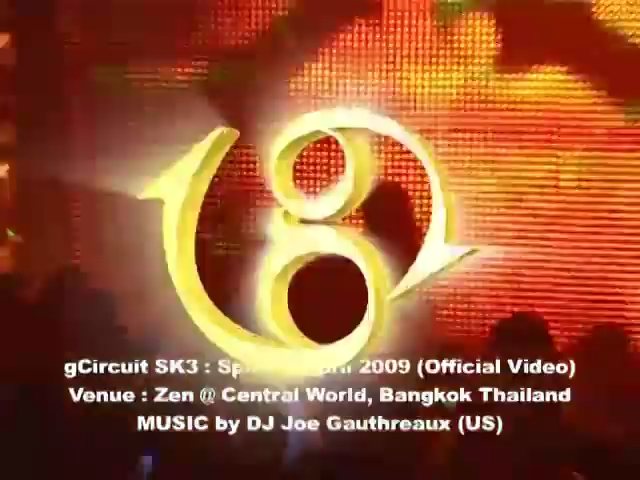 gCircuit SK3 : 2009 (Official Video)
Venue : Zen @ Central World, Bangkok Thailand
MUSIC by DJ Joe Gauthreaux (US)